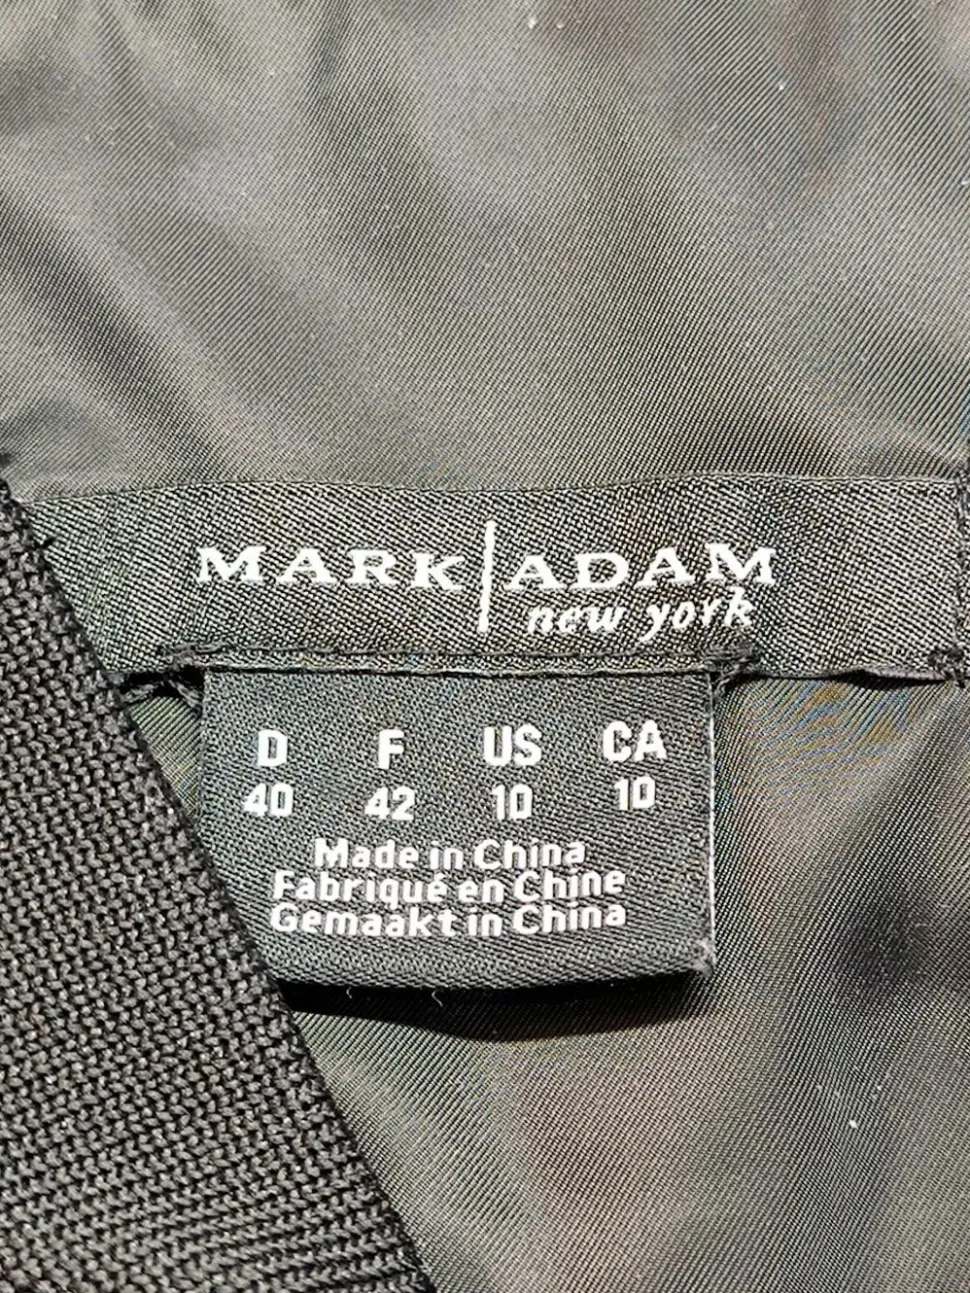 MARK|ADAM
new york
D F US CA
40 42 10 10
Made in China
Fabriqué en Chine
Gemaakt in China